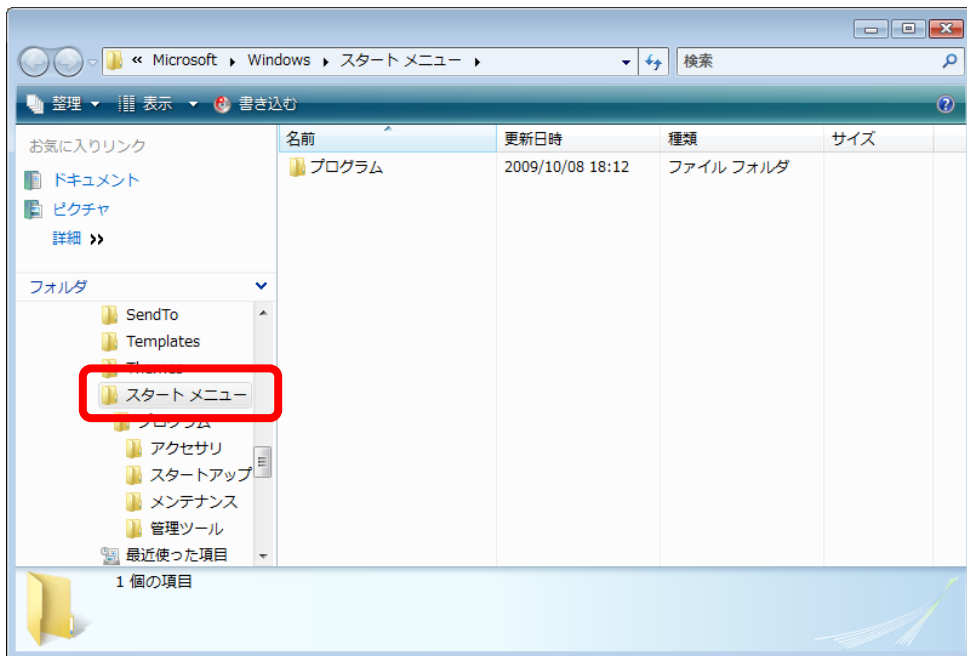 « Microsoft ▸ Windows ▸ スタート メニュー ▸
検索
整理 ▼ 表示 ▼ 書き込む
お気に入りリンク
ドキュメント
ピクチャ
詳細 »
フォルダ
SendTo
Templates
Themes
スタート メニュー
プログラム
アクセサリ
スタートアップ
メンテナンス
管理ツール
最近使った項目
名前 更新日時 種類 サイズ
プログラム 2009/10/08 18:12 ファイル フォルダ
1 個の項目